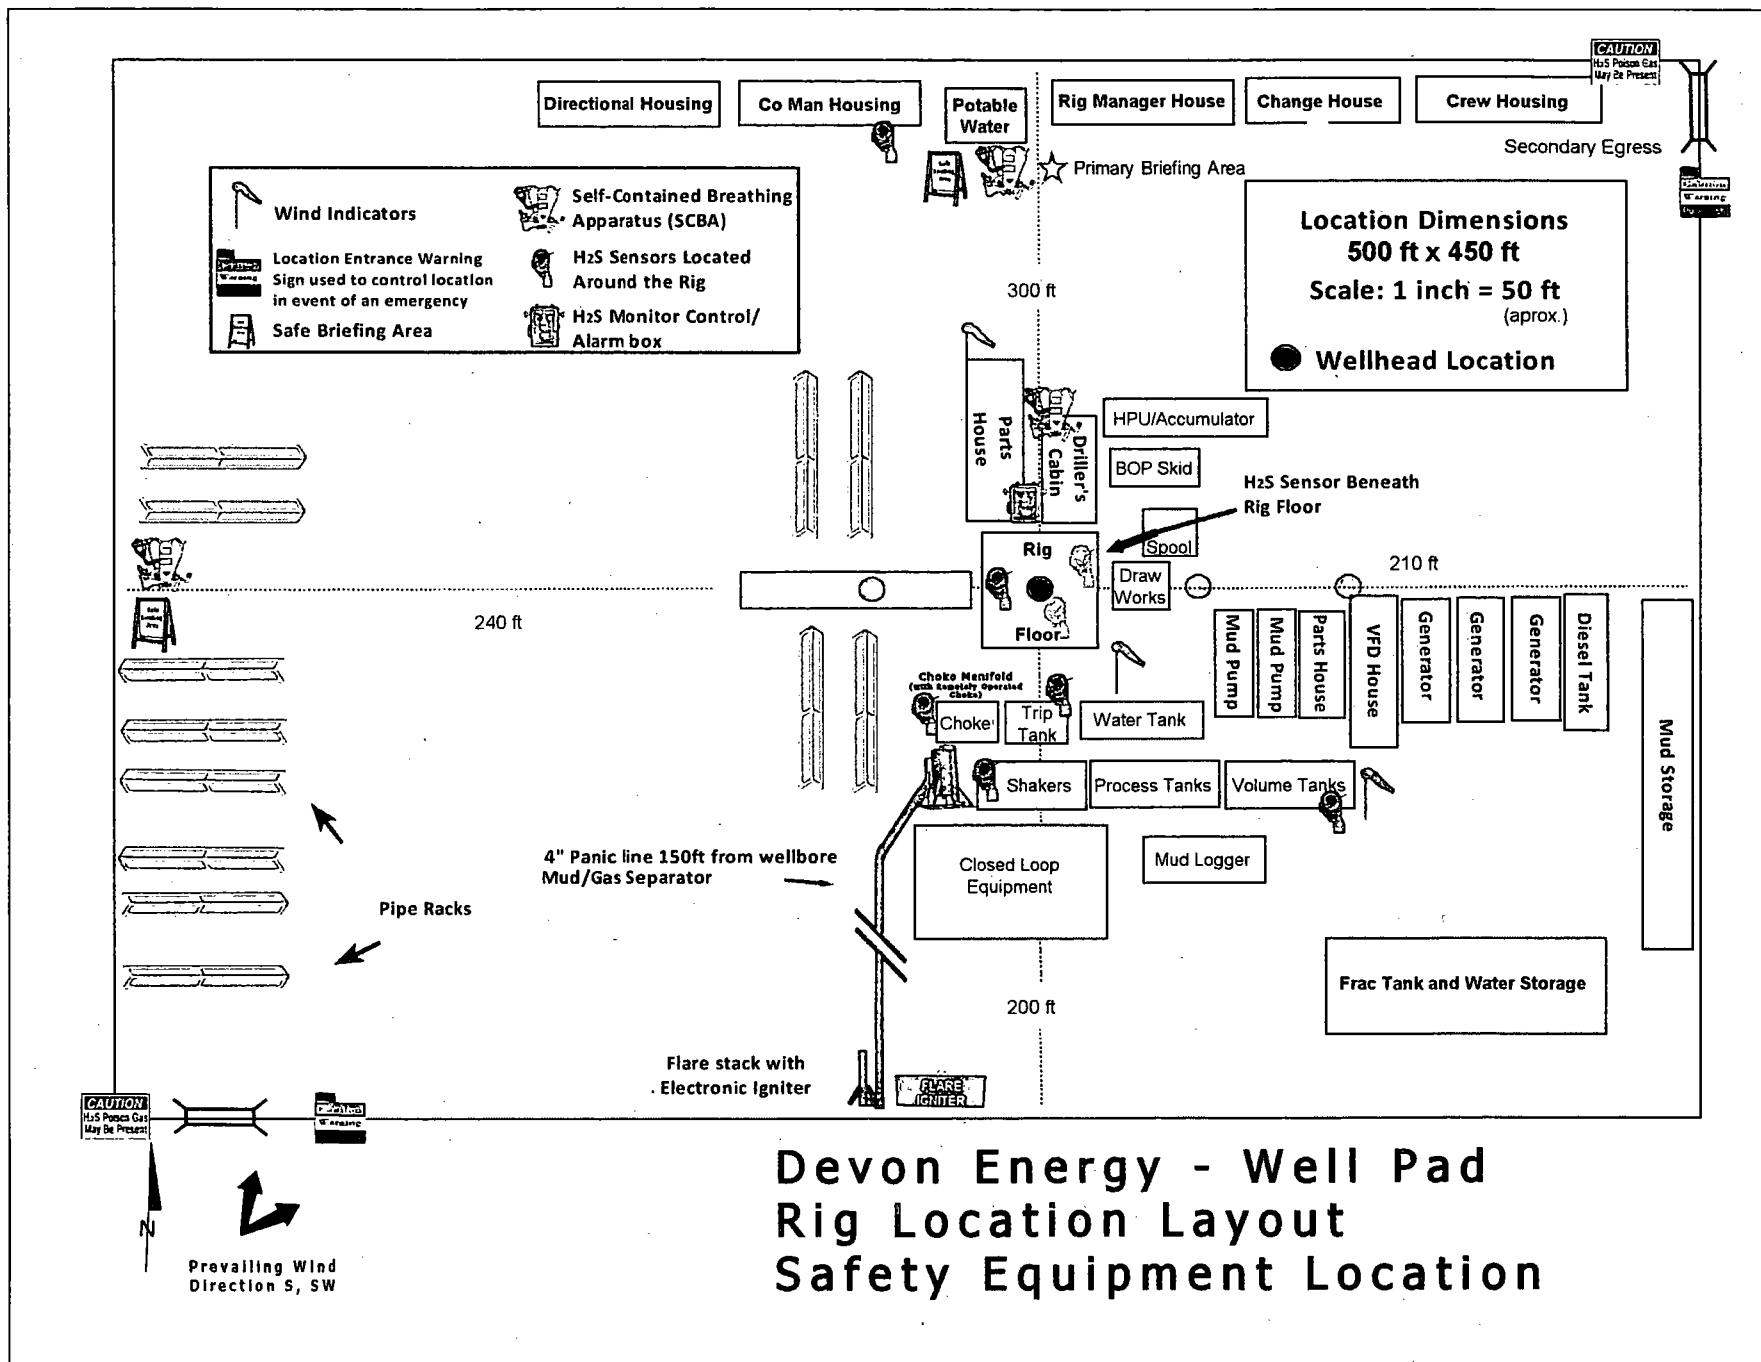 CAUTION
H2S Poison Gas
May Be Present
Directional Housing
Co Man Housing
Potable
Water
Rig Manager House
Change House
Crew Housing
Secondary Egress
Primary Briefing Area
Warning
Wind Indicators
Self-Contained Breathing
Apparatus (SCBA)
Location Entrance Warning
Sign used to control location
in event of an emergency
Warning
H2S Sensors Located
Around the Rig
Safe Briefing Area
H2S Monitor Control/
Alarm box
Location Dimensions
500 ft x 450 ft
Scale: 1 inch = 50 ft
(aprox.)
Wellhead Location
300 ft
Parts
House
Driller's
Cabin
HPU/Accumulator
BOP Skid
H2S Sensor Beneath
Rig Floor
Spool
Rig
Floor
Draw
Works
210 ft
240 ft
Mud Pump
Mud Pump
Parts House
VFD House
Generator
Generator
Generator
Diesel Tank
Mud Storage
Choke Manifold
(with Remotely Operated
Choke)
Choke
Trip
Tank
Water Tank
Shakers
Process Tanks
Volume Tanks
4" Panic line 150ft from wellbore
Mud/Gas Separator
Closed Loop
Equipment
Mud Logger
Pipe Racks
Frac Tank and Water Storage
200 ft
Flare stack with
Electronic Igniter
FLARE
IGNITER
CAUTION
H2S Poison Gas
May Be Present
Warning
N
Prevailing Wind
Direction S, SW
Devon Energy - Well Pad
Rig Location Layout
Safety Equipment Location